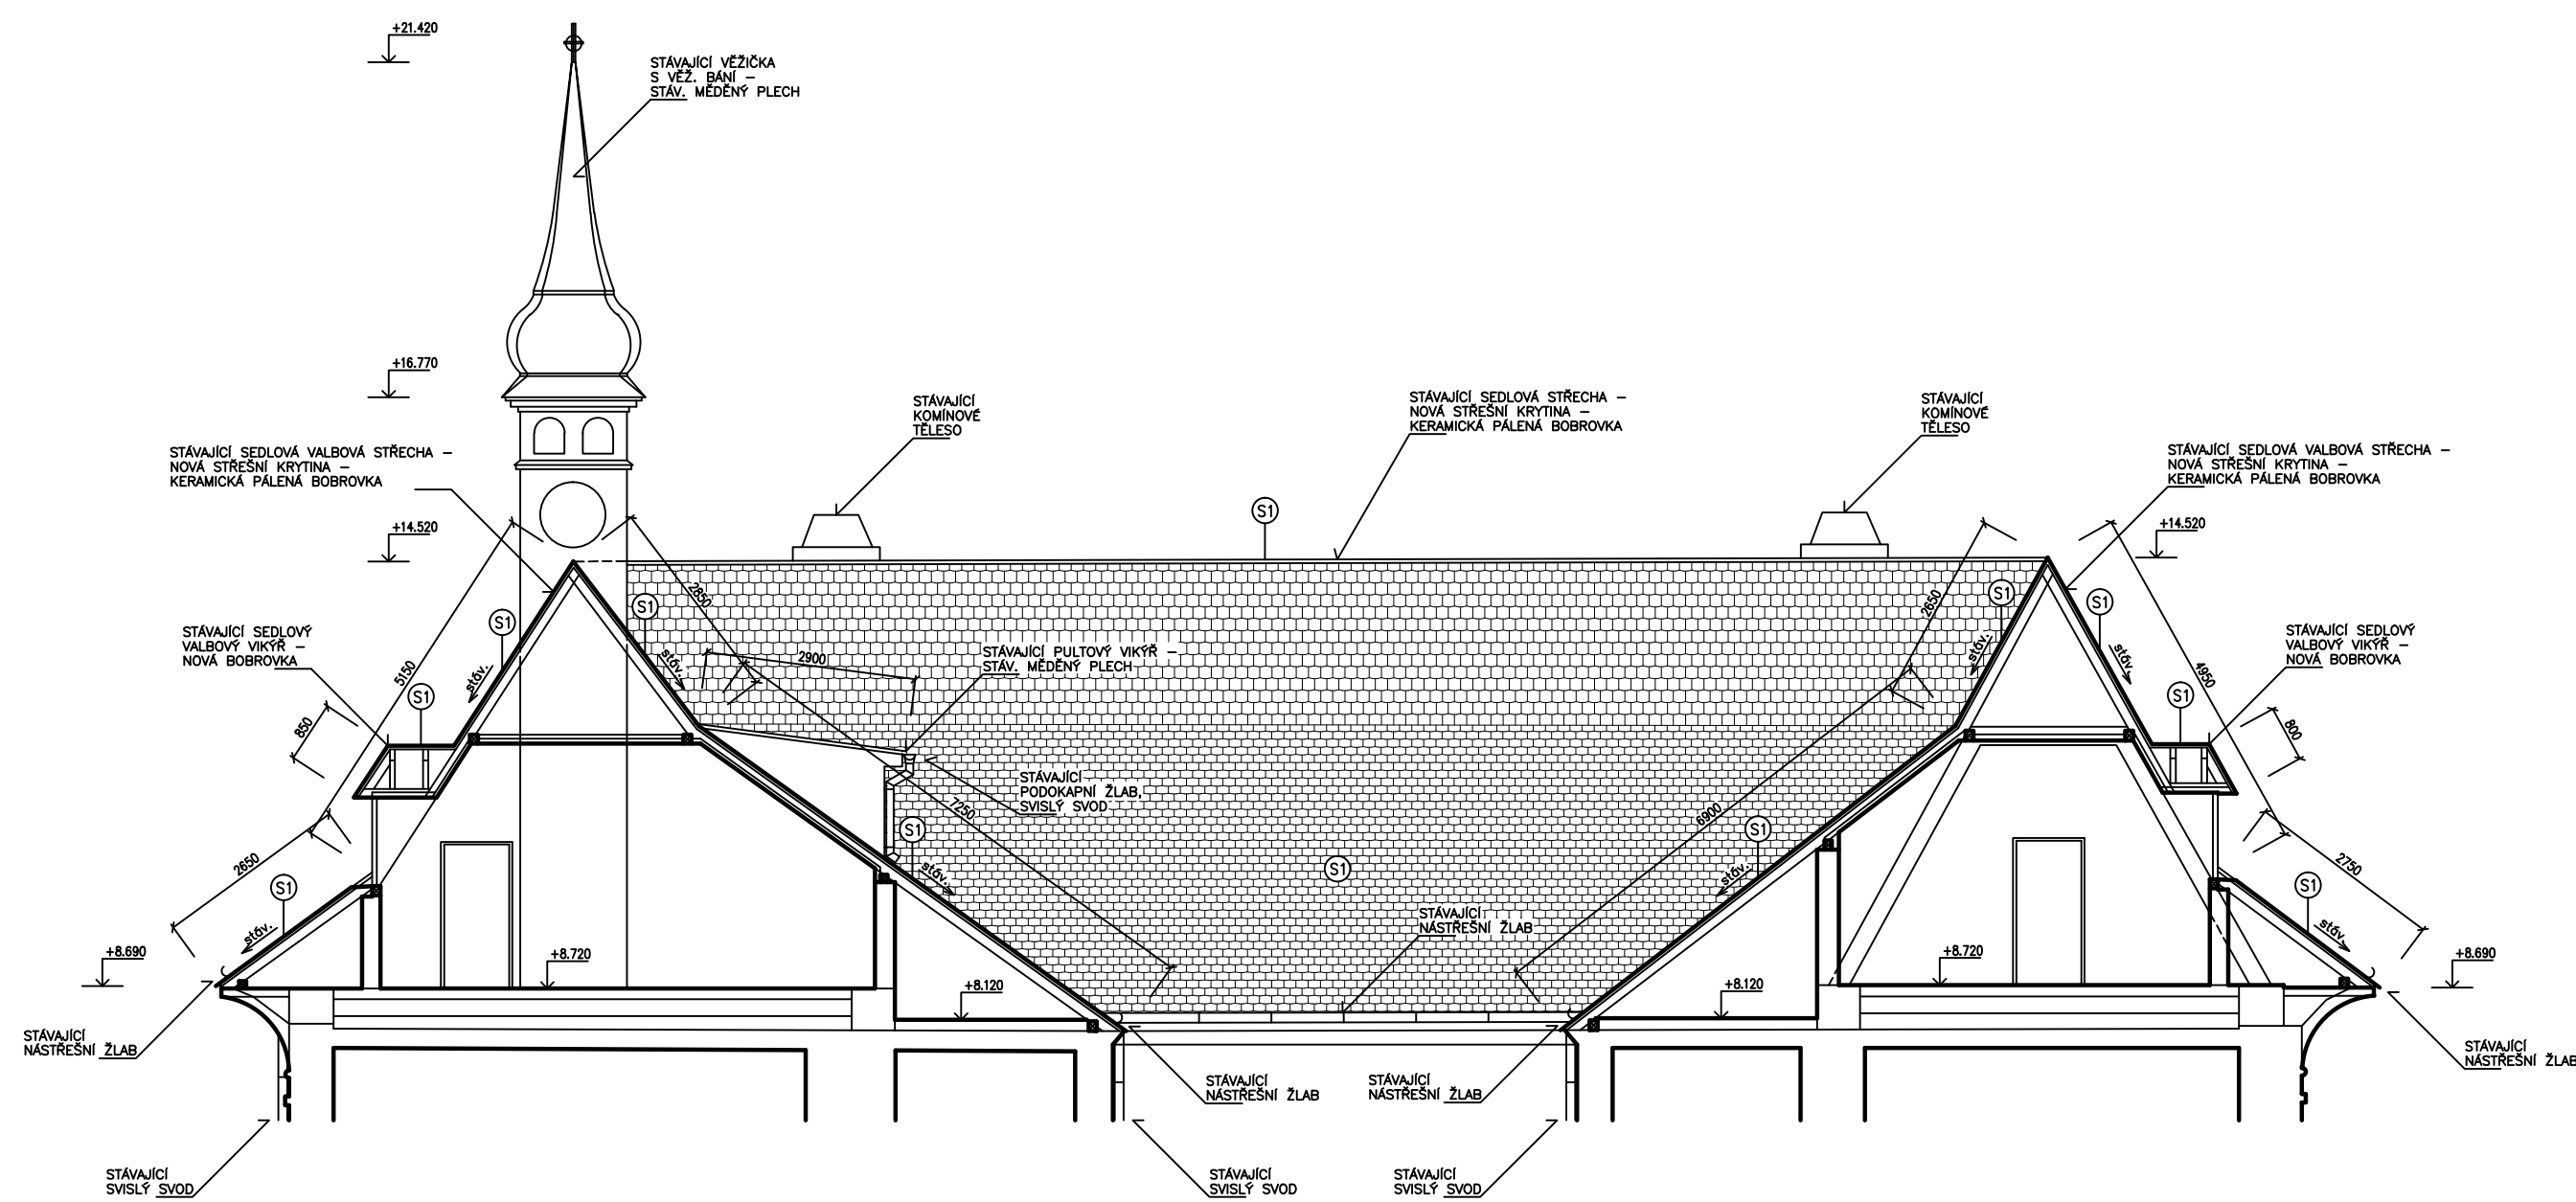 +21.420
STÁVAJÍCÍ VĚŽIČKA
S VĚŽ. BÁNÍ –
STÁV. MĚDĚNÝ PLECH
+16.770
STÁVAJÍCÍ
KOMÍNOVÉ
TĚLESO
STÁVAJÍCÍ SEDLOVÁ STŘECHA –
NOVÁ STŘEŠNÍ KRYTINA –
KERAMICKÁ PÁLENÁ BOBROVKA
STÁVAJÍCÍ
KOMÍNOVÉ
TĚLESO
STÁVAJÍCÍ SEDLOVÁ VALBOVÁ STŘECHA –
NOVÁ STŘEŠNÍ KRYTINA –
KERAMICKÁ PÁLENÁ BOBROVKA
STÁVAJÍCÍ SEDLOVÁ VALBOVÁ STŘECHA –
NOVÁ STŘEŠNÍ KRYTINA –
KERAMICKÁ PÁLENÁ BOBROVKA
S1
+14.520
+14.520
2850
2650
S1
S1
S1
S1
STÁVAJÍCÍ SEDLOVÝ
VALBOVÝ VIKÝŘ –
NOVÁ BOBROVKA
STÁVAJÍCÍ SEDLOVÝ
VALBOVÝ VIKÝŘ –
NOVÁ BOBROVKA
stáv.
stáv.
stáv.
stáv.
2900
STÁVAJÍCÍ PULTOVÝ VIKÝŘ –
STÁV. MĚDĚNÝ PLECH
5150
4950
S1
S1
850
800
STÁVAJÍCÍ
PODOKAPNÍ ŽLAB,
SVISLÝ SVOD
7250
6900
S1
S1
S1
2650
2750
stáv.
stáv.
S1
S1
STÁVAJÍCÍ
NÁSTŘEŠNÍ ŽLAB
stáv.
stáv.
+8.690
+8.720
+8.120
+8.120
+8.720
+8.690
STÁVAJÍCÍ
NÁSTŘEŠNÍ ŽLAB
STÁVAJÍCÍ
NÁSTŘEŠNÍ ŽLAB
STÁVAJÍCÍ
NÁSTŘEŠNÍ ŽLAB
STÁVAJÍCÍ
NÁSTŘEŠNÍ ŽLAB
STÁVAJÍCÍ
SVISLÝ SVOD
STÁVAJÍCÍ
SVISLÝ SVOD
STÁVAJÍCÍ
SVISLÝ SVOD